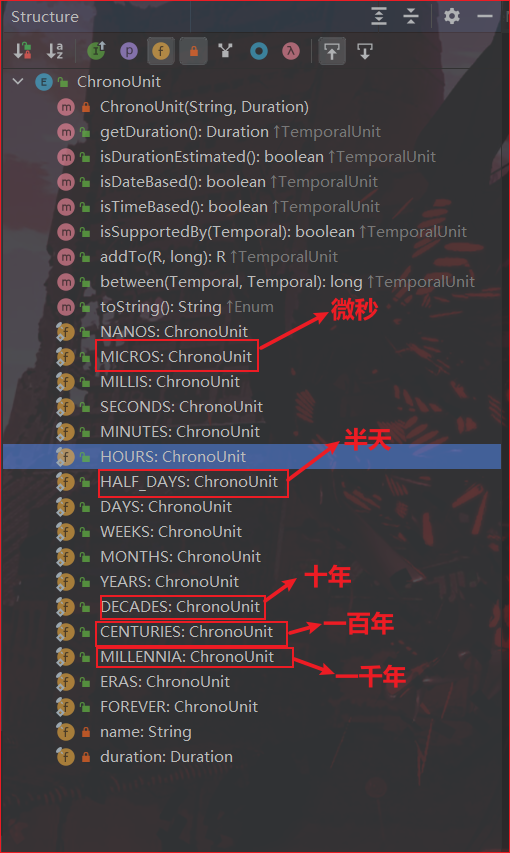 Structure
ChronoUnit
ChronoUnit(String, Duration)
getDuration(): Duration ↑TemporalUnit
isDurationEstimated(): boolean ↑TemporalUnit
isDateBased(): boolean ↑TemporalUnit
isTimeBased(): boolean ↑TemporalUnit
isSupportedBy(Temporal): boolean ↑TemporalUnit
addTo(R, long): R ↑TemporalUnit
between(Temporal, Temporal): long ↑TemporalUnit
toString(): String ↑Enum
微秒
NANOS: ChronoUnit
MICROS: ChronoUnit
MILLIS: ChronoUnit
SECONDS: ChronoUnit
MINUTES: ChronoUnit
半天
HOURS: ChronoUnit
HALF_DAYS: ChronoUnit
DAYS: ChronoUnit
WEEKS: ChronoUnit
MONTHS: ChronoUnit
YEARS: ChronoUnit
十年
DECADES: ChronoUnit
CENTURIES: ChronoUnit
一百年
MILLENNIA: ChronoUnit
一千年
ERAS: ChronoUnit
FOREVER: ChronoUnit
name: String
duration: Duration